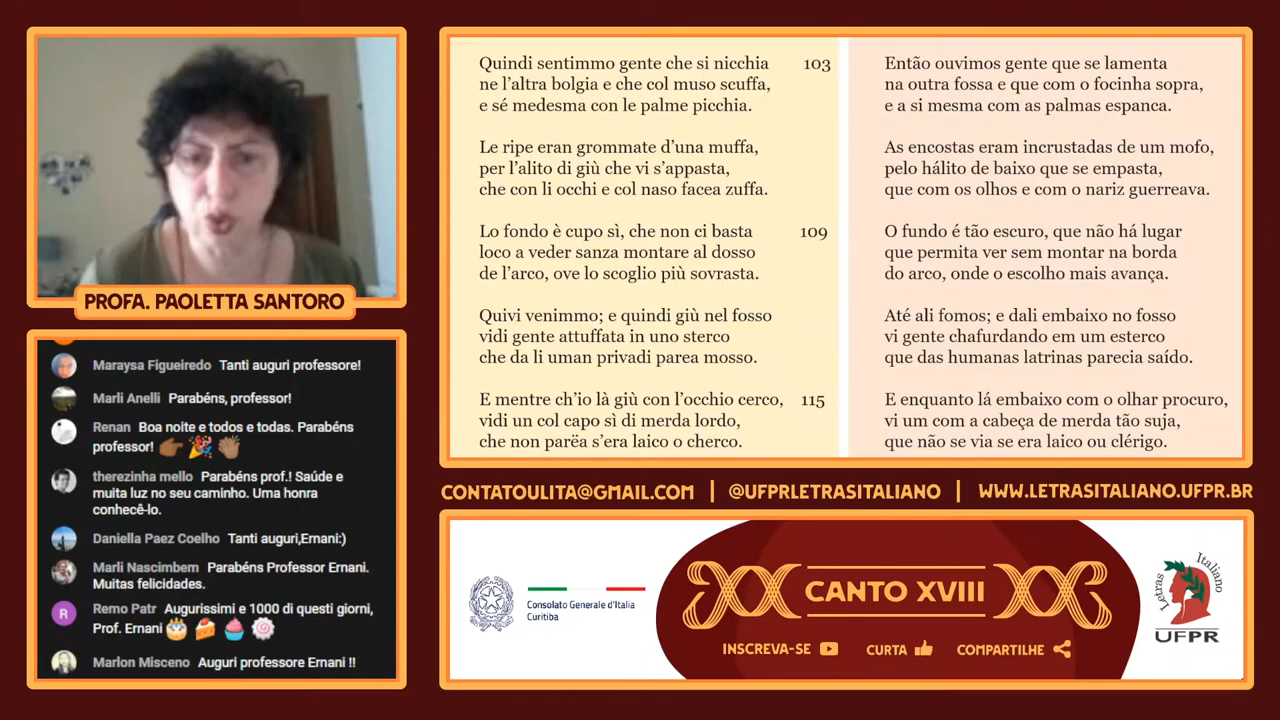 PROFA. PAOLETTA SANTORO
Maraysa Figueiredo Tanti auguri professore!
Marli Anelli Parabéns, professor!
Renan Boa noite e todos e todas. Parabéns
professor!
therezinha mello Parabéns prof.! Saúde e
muita luz no seu caminho. Uma honra
conhecê-lo.
Daniella Paez Coelho Tanti auguri,Ernani:)
Marli Nascimbem Parabéns Professor Ernani.
Muitas felicidades.
R
Remo Patr Augurissimi e 1000 di questi giorni,
Prof. Ernani
Marlon Misceno Auguri professore Ernani !!
Quindi sentimmo gente che si nicchia 103
ne l'altra bolgia e che col muso scuffa,
e sé medesma con le palme picchia.
Le ripe eran grommate d'una muffa,
per l'alito di giù che vi s'appasta,
che con li occhi e col naso facea zuffa.
Lo fondo è cupo sì, che non ci basta 109
loco a veder sanza montare al dosso
de l'arco, ove lo scoglio più sovrasta.
Quivi venimmo; e quindi giù nel fosso
vidi gente attuffata in uno sterco
che da li uman privadi parea mosso.
E mentre ch'io là giù con l'occhio cerco, 115
vidi un col capo sì di merda lordo,
che non parëa s'era laico o cherco.
Então ouvimos gente que se lamenta
na outra fossa e que com o focinha sopra,
e a si mesma com as palmas espanca.
As encostas eram incrustadas de um mofo,
pelo hálito de baixo que se empasta,
que com os olhos e com o nariz guerreava.
O fundo é tão escuro, que não há lugar
que permita ver sem montar na borda
do arco, onde o escolho mais avança.
Até ali fomos; e dali embaixo no fosso
vi gente chafurdando em um esterco
que das humanas latrinas parecia saído.
E enquanto lá embaixo com o olhar procuro,
vi um com a cabeça de merda tão suja,
que não se via se era laico ou clérigo.
CONTATOULITA@GMAIL.COM | @UFPRLETRASITALIANO | WWW.LETRASITALIANO.UFPR.BR
Consolato Generale d'Italia
Curitiba
CANTO XVIII
INSCREVA-SE CURTA COMPARTILHE
Letras Italiano
UFPR